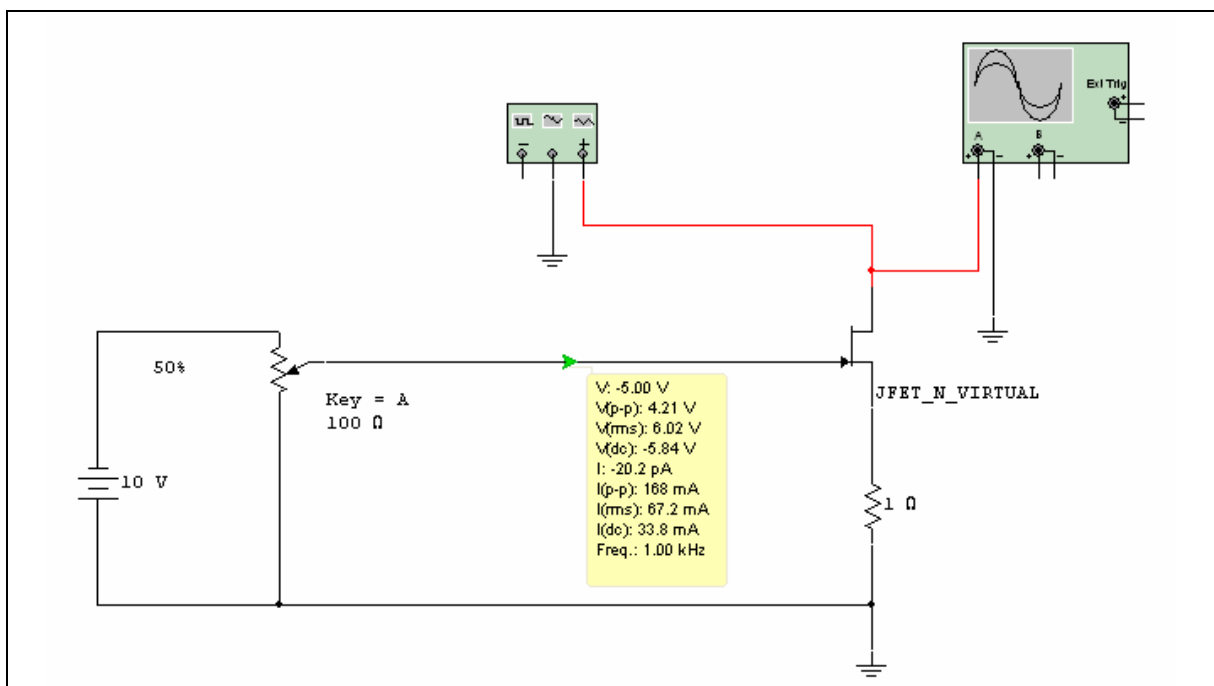 Ext Trig
+
-
A
B
+
-
+
-
-
+
50%
Key = A
100 Ω
10 V
V: -5.00 V
V(p-p): 4.21 V
V(rms): 6.02 V
V(dc): -5.84 V
I: -20.2 pA
I(p-p): 168 mA
I(rms): 67.2 mA
I(dc): 33.8 mA
Freq.: 1.00 kHz
JFET_N_VIRTUAL
1 Ω